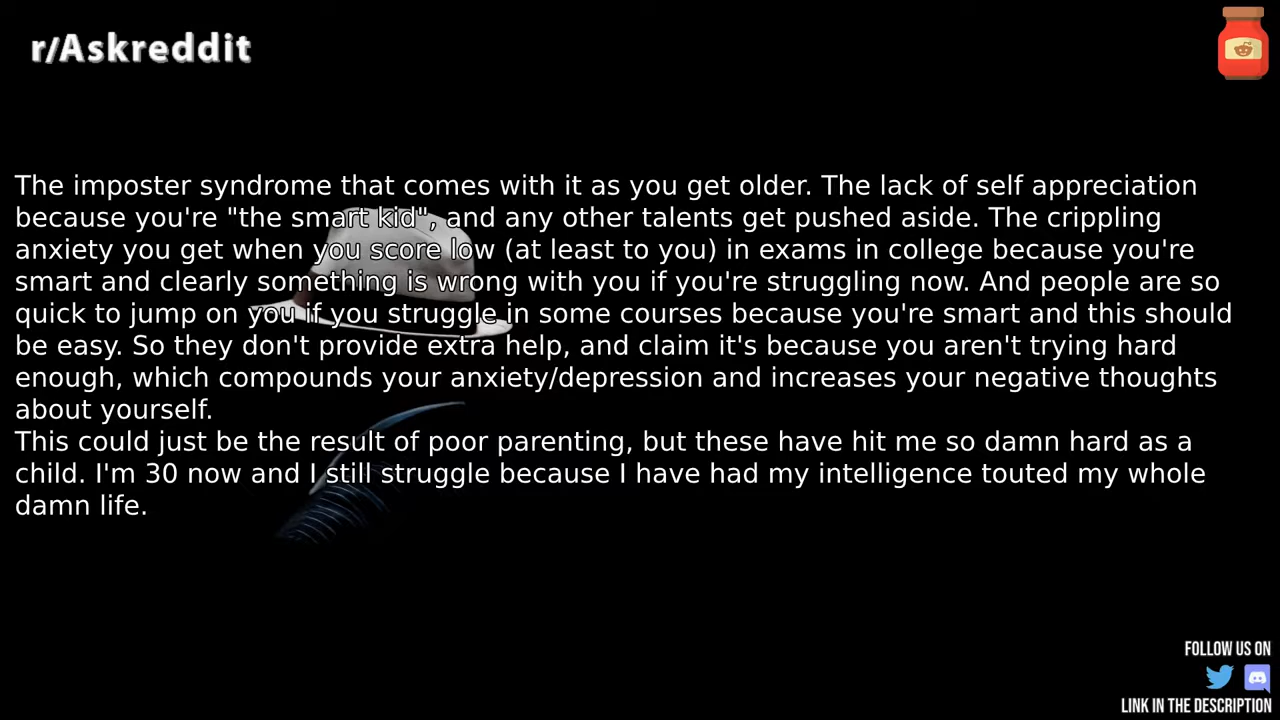 r/Askreddit
The imposter syndrome that comes with it as you get older. The lack of self appreciation
because you're "the smart kid", and any other talents get pushed aside. The crippling
anxiety you get when you score low (at least to you) in exams in college because you're
smart and clearly something is wrong with you if you're struggling now. And people are so
quick to jump on you if you struggle in some courses because you're smart and this should
be easy. So they don't provide extra help, and claim it's because you aren't trying hard
enough, which compounds your anxiety/depression and increases your negative thoughts
about yourself.
This could just be the result of poor parenting, but these have hit me so damn hard as a
child. I'm 30 now and I still struggle because I have had my intelligence touted my whole
damn life.
FOLLOW US ON
LINK IN THE DESCRIPTION